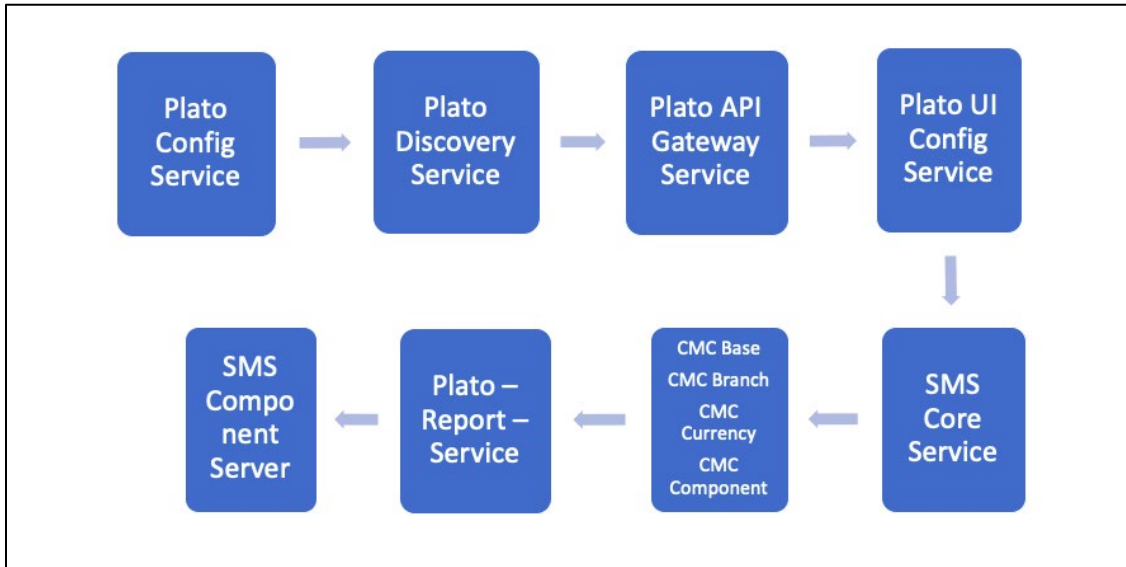 Plato
Config
Service
Plato
Discovery
Service
Plato API
Gateway
Service
Plato UI
Config
Service
SMS
Core
Service
CMC Base
CMC Branch
CMC
Currency
CMC
Component
Plato –
Report –
Service
SMS
Compo
nent
Server